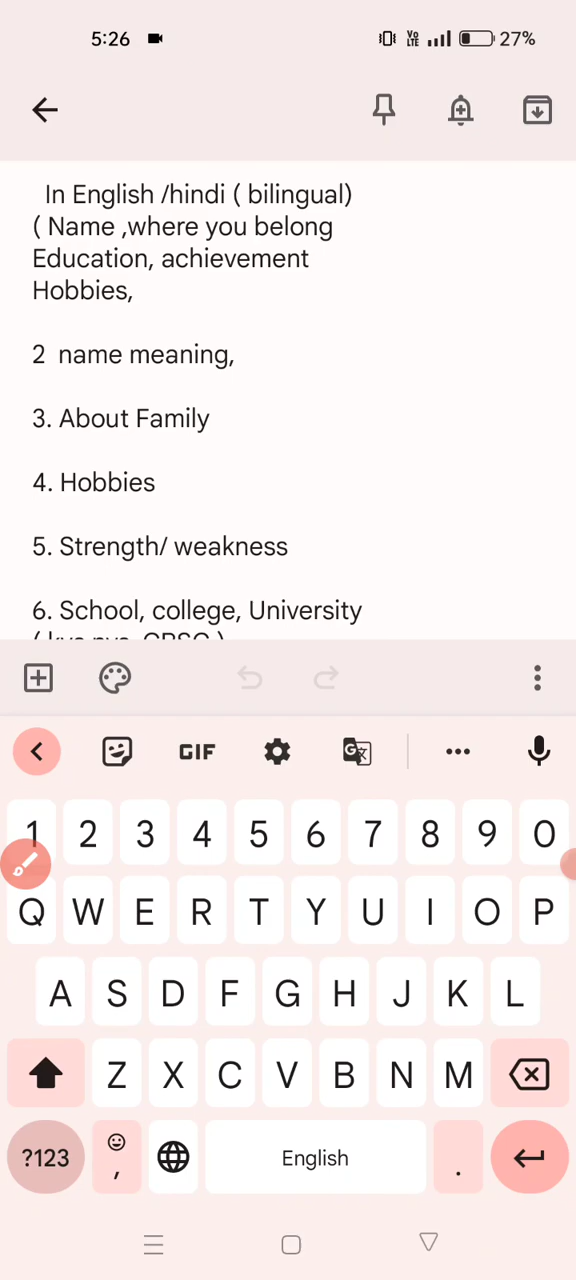 5:26
Vo
LTE
27%
In English /hindi ( bilingual)
( Name ,where you belong
Education, achievement
Hobbies,
2 name meaning,
3. About Family
4. Hobbies
5. Strength/ weakness
6. School, college, University
GIF
G
1 2 3 4 5 6 7 8 9 0
Q W E R T Y U I O P
A S D F G H J K L
Z X C V B N M
?123 , English .